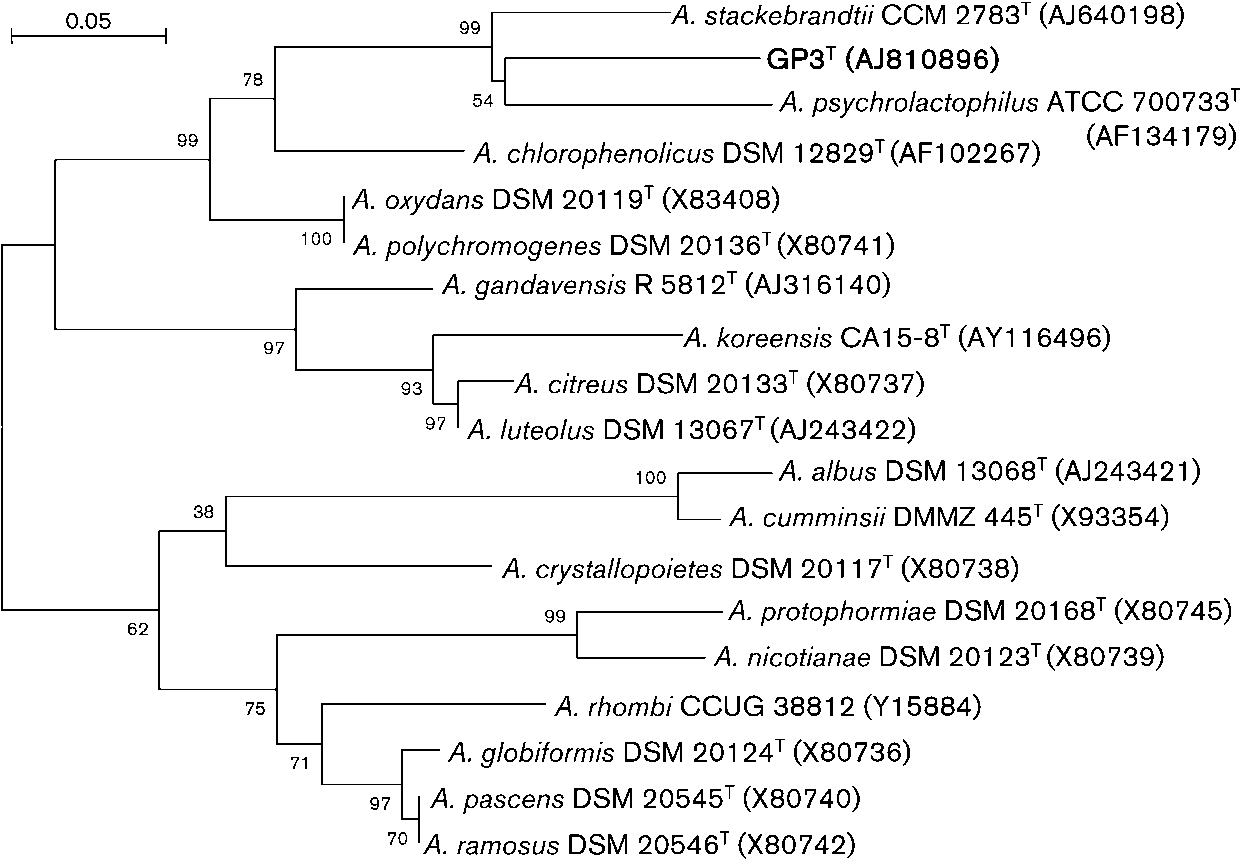 0.05
A. stackebrandtii CCM 2783T (AJ640198)
99
GP3T (AJ810896)
78
54
A. psychrolactophilus ATCC 700733T
(AF134179)
99
A. chlorophenolicus DSM 12829T (AF102267)
A. oxydans DSM 20119T (X83408)
100
A. polychromogenes DSM 20136T (X80741)
A. gandavensis R 5812T (AJ316140)
97
A. koreensis CA15-8T (AY116496)
93
A. citreus DSM 20133T (X80737)
97
A. luteolus DSM 13067T (AJ243422)
100
A. albus DSM 13068T (AJ243421)
38
A. cumminsii DMMZ 445T (X93354)
A. crystallopoietes DSM 20117T (X80738)
62
99
A. protophormiae DSM 20168T (X80745)
A. nicotianae DSM 20123T (X80739)
75
A. rhombi CCUG 38812 (Y15884)
71
A. globiformis DSM 20124T (X80736)
97
A. pascens DSM 20545T (X80740)
70
A. ramosus DSM 20546T (X80742)